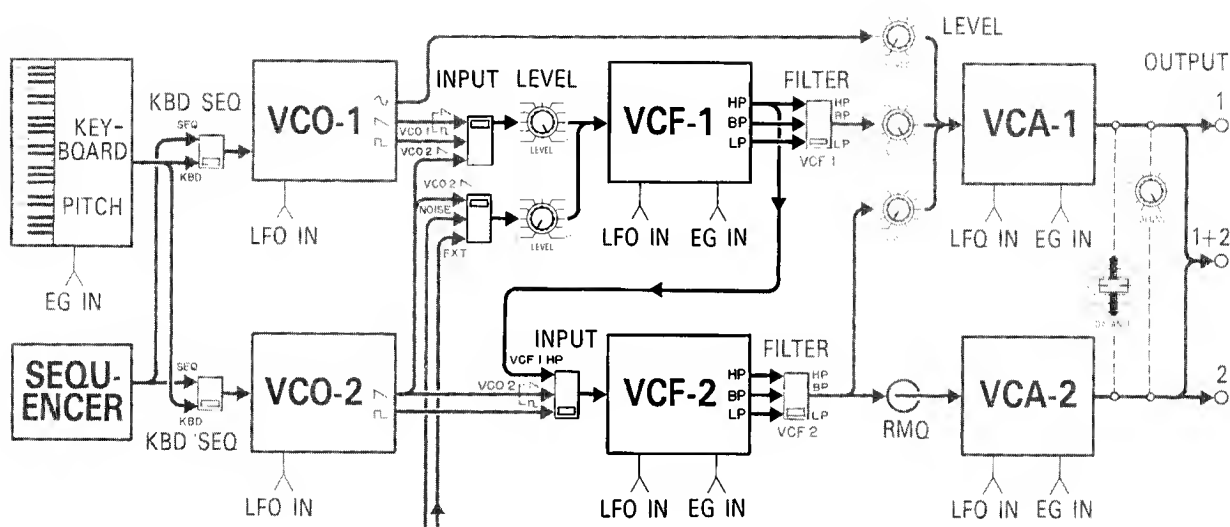 LEVEL
INPUT LEVEL
FILTER
OUTPUT
KBD SEQ
VCO-1
VCF-1
VCA-1
KEY-
BOARD
PITCH
SEQ
KBD
VCO 1
VCO 2
LEVEL
HP
BP
LP
HP
BP
LP
VCF 1
1
VCO 2
NOISE
EXT
LEVEL
LFO IN
LFO IN
EG IN
LFO IN
EG IN
1+2
EG IN
INPUT
FILTER
SEQU-
ENCER
SEQ
KBD
KBD SEQ
VCO-2
VCF 1 HP
VCO 2
VCF-2
HP
BP
LP
HP
BP
LP
VCF 2
RMO
VCA-2
2
LFO IN
LFO IN
EG IN
LFO IN
EG IN